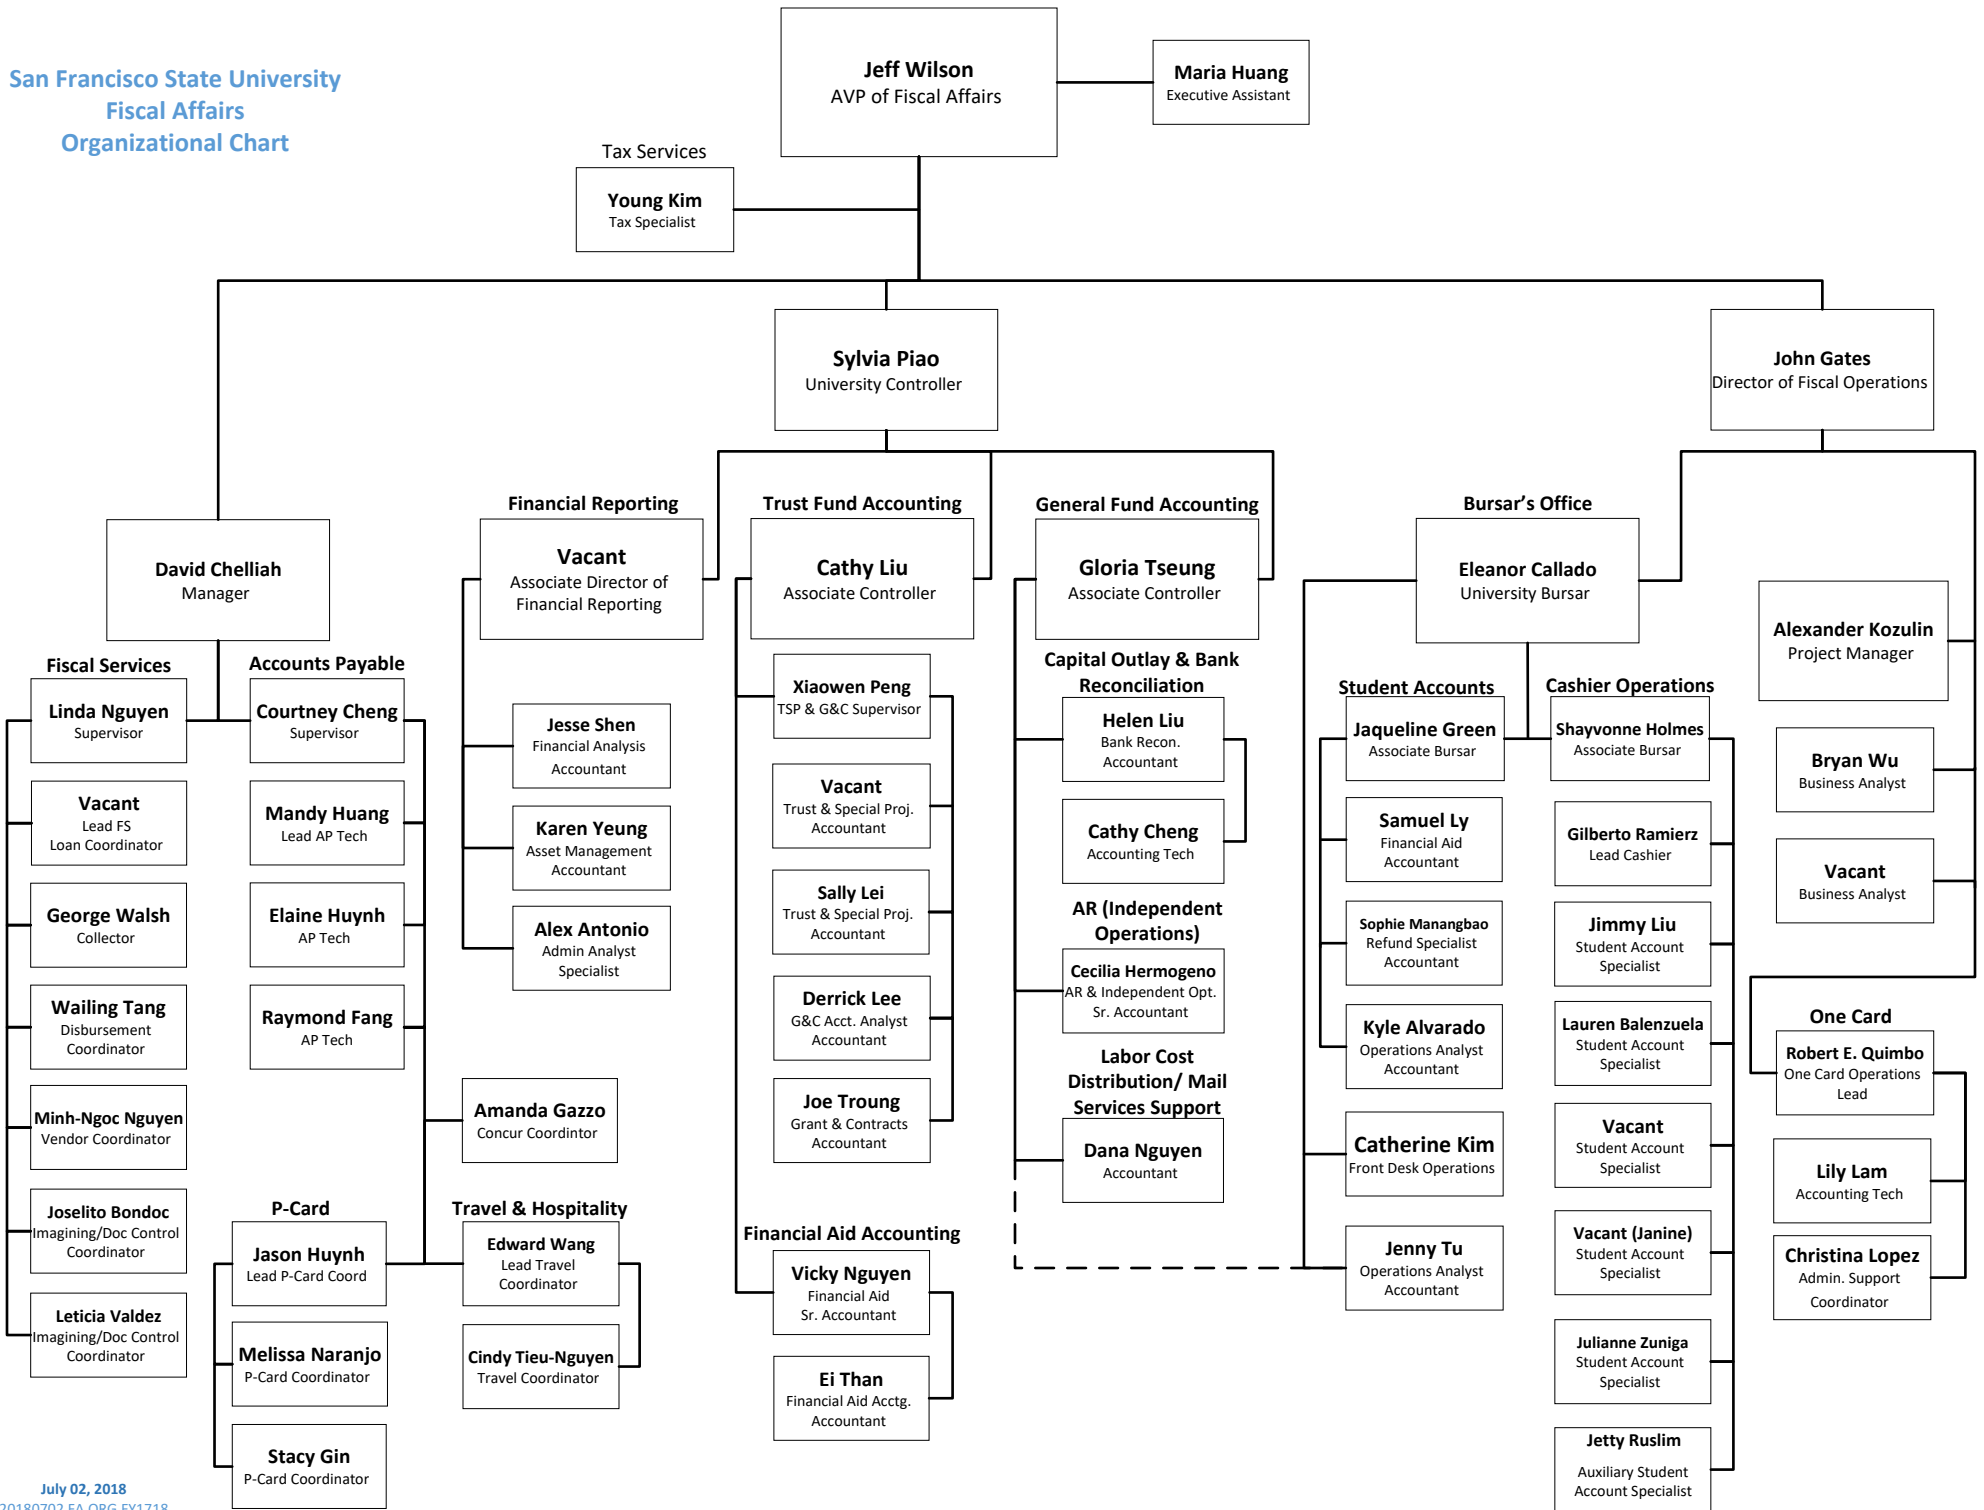 San Francisco State University
Fiscal Affairs
Organizational Chart
Jeff Wilson
AVP of Fiscal Affairs
Maria Huang
Executive Assistant
Tax Services
Young Kim
Tax Specialist
Sylvia Piao
University Controller
John Gates
Director of Fiscal Operations
David Chelliah
Manager
Fiscal Services
Linda Nguyen
Supervisor
Vacant
Lead FS
Loan Coordinator
George Walsh
Collector
Wailing Tang
Disbursement
Coordinator
Minh-Ngoc Nguyen
Vendor Coordinator
Joselito Bondoc
Imagining/Doc Control
Coordinator
Leticia Valdez
Imagining/Doc Control
Coordinator
Accounts Payable
Courtney Cheng
Supervisor
Mandy Huang
Lead AP Tech
Elaine Huynh
AP Tech
Raymond Fang
AP Tech
Amanda Gazzo
Concur Coordintor
P-Card
Jason Huynh
Lead P-Card Coord
Melissa Naranjo
P-Card Coordinator
Stacy Gin
P-Card Coordinator
Travel & Hospitality
Edward Wang
Lead Travel
Coordinator
Cindy Tieu-Nguyen
Travel Coordinator
Financial Reporting
Vacant
Associate Director of
Financial Reporting
Jesse Shen
Financial Analysis
Accountant
Karen Yeung
Asset Management
Accountant
Alex Antonio
Admin Analyst
Specialist
Trust Fund Accounting
Cathy Liu
Associate Controller
Xiaowen Peng
TSP & G&C Supervisor
Vacant
Trust & Special Proj.
Accountant
Sally Lei
Trust & Special Proj.
Accountant
Derrick Lee
G&C Acct. Analyst
Accountant
Joe Troung
Grant & Contracts
Accountant
Financial Aid Accounting
Vicky Nguyen
Financial Aid
Sr. Accountant
Ei Than
Financial Aid Acctg.
Accountant
General Fund Accounting
Gloria Tseung
Associate Controller
Capital Outlay & Bank
Reconciliation
Helen Liu
Bank Recon.
Accountant
Cathy Cheng
Accounting Tech
AR (Independent
Operations)
Cecilia Hermogeno
AR & Independent Opt.
Sr. Accountant
Labor Cost
Distribution/ Mail
Services Support
Dana Nguyen
Accountant
Bursar's Office
Eleanor Callado
University Bursar
Student Accounts
Jaqueline Green
Associate Bursar
Samuel Ly
Financial Aid
Accountant
Sophie Manangbao
Refund Specialist
Accountant
Kyle Alvarado
Operations Analyst
Accountant
Catherine Kim
Front Desk Operations
Jenny Tu
Operations Analyst
Accountant
Cashier Operations
Shayvonne Holmes
Associate Bursar
Gilberto Ramierz
Lead Cashier
Jimmy Liu
Student Account
Specialist
Lauren Balenzuela
Student Account
Specialist
Vacant
Student Account
Specialist
Vacant (Janine)
Student Account
Specialist
Julianne Zuniga
Student Account
Specialist
Jetty Ruslim
Auxiliary Student
Account Specialist
Alexander Kozulin
Project Manager
Bryan Wu
Business Analyst
Vacant
Business Analyst
One Card
Robert E. Quimbo
One Card Operations
Lead
Lily Lam
Accounting Tech
Christina Lopez
Admin. Support
Coordinator
July 02, 2018
20180702 FA ORG FY1718